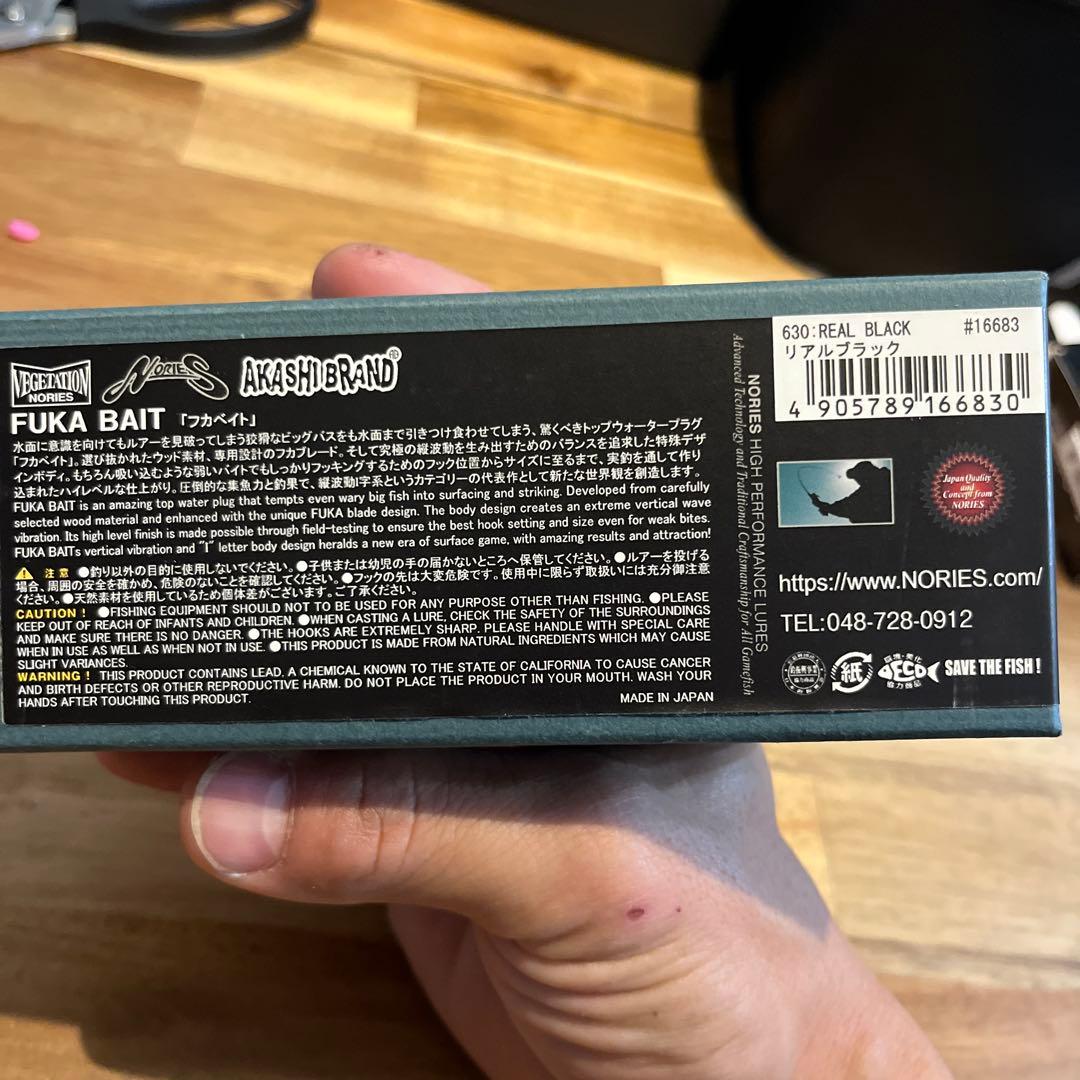 VEGETATION
NORIES
NORIES
AKASHI BRAND
FUKA BAIT 「フカベイト」
水面に意識を向けてもルアーを見破ってしまう狡猾なビッグバスをも水面まで引きつけ食わせてしまう、驚くべきトップウォータープラグ
「フカベイト」。選び抜かれたウッド素材、専用設計のフカブレード。そして究極の縦波動を生み出すためのバランスを追求した特殊デザ
インボディ。もちろん吸い込むような弱いバイトでもしっかりフッキングするためのフック位置からサイズに至るまで、実釣を通して作り
込まれたハイレベルな仕上がり。圧倒的な集魚力と釣果で、縦波動I字系というカテゴリーの代表作として新たな世界観を創造します。
FUKA BAIT is an amazing top water plug that tempts even wary big fish into surfacing and striking. Developed from carefully
selected wood material and enhanced with the unique FUKA blade design. The body design creates an extreme vertical wave
vibration. Its high level finish is made possible through field-testing to ensure the best hook setting and size even for weak bites.
FUKA BAITs vertical vibration and "I" letter body design heralds a new era of surface game, with amazing results and attraction!
注意 ●釣り以外の目的に使用しないでください。●子供または幼児の手の届かないところへ保管してください。●ルアーを投げる
場合、周囲の安全を確かめ、危険のないことを確認してください。●フックの先は大変危険です。使用中に限らず取扱いには充分御注意
ください。●天然素材を使用しているため個体差がございます。ご了承ください。
CAUTION! ●FISHING EQUIPMENT SHOULD NOT TO BE USED FOR ANY PURPOSE OTHER THAN FISHING. ●PLEASE
KEEP OUT OF REACH OF INFANTS AND CHILDREN. ●WHEN CASTING A LURE, CHECK THE SAFETY OF THE SURROUNDINGS
AND MAKE SURE THERE IS NO DANGER. ●THE HOOKS ARE EXTREMELY SHARP. PLEASE HANDLE WITH SPECIAL CARE
WHEN IN USE AS WELL AS WHEN NOT IN USE. ●THIS PRODUCT IS MADE FROM NATURAL INGREDIENTS WHICH MAY CAUSE
SLIGHT VARIANCES.
WARNING! THIS PRODUCT CONTAINS LEAD, A CHEMICAL KNOWN TO THE STATE OF CALIFORNIA TO CAUSE CANCER
AND BIRTH DEFECTS OR OTHER REPRODUCTIVE HARM. DO NOT PLACE THE PRODUCT IN YOUR MOUTH. WASH YOUR
HANDS AFTER TOUCHING THIS PRODUCT.
MADE IN JAPAN
NORIES HIGH PERFORMANCE LURES
Advanced Technology and Traditional Craftsmanship for All Gamefish
630:REAL BLACK #16683
リアルブラック
4 905789 166830
Japan Quality
and
Concept from
NORIES
https://www.NORIES.com/
TEL:048-728-0912
紙
環境・美化
ECO
協力商品
SAVE THE FISH!